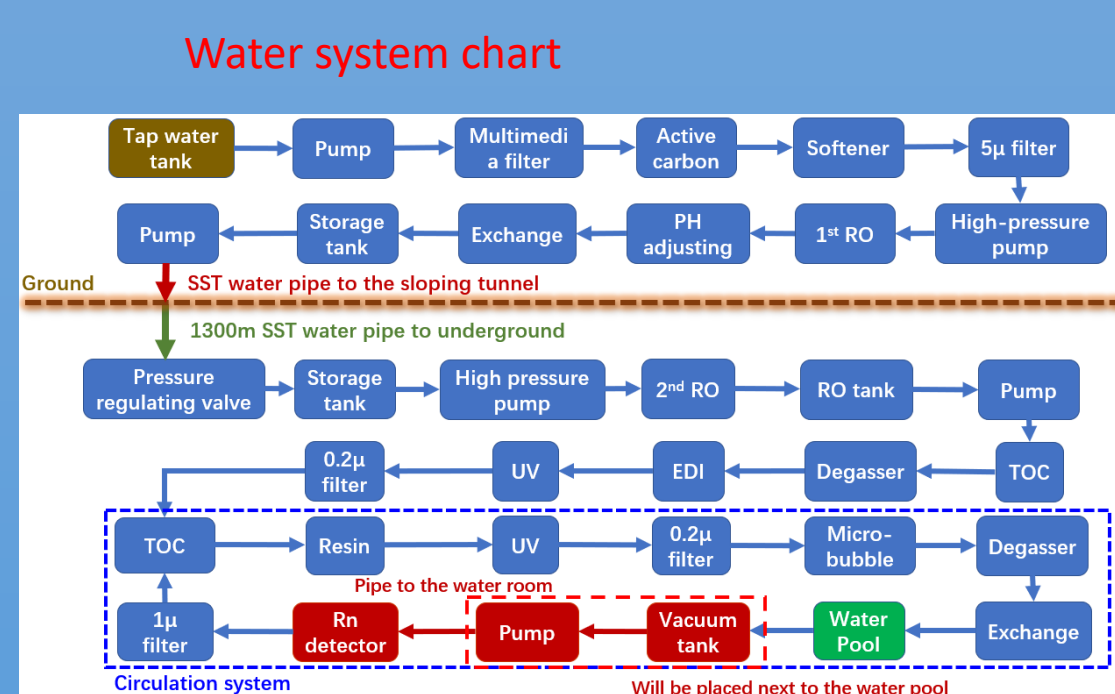 Water system chart
Tap water
tank
Pump
Multimedi
a filter
Active
carbon
Softener
5μ filter
Pump
Storage
tank
Exchange
PH
adjusting
1st RO
High-pressure
pump
Ground
SST water pipe to the sloping tunnel
1300m SST water pipe to underground
Pressure
regulating valve
Storage
tank
High pressure
pump
2nd RO
RO tank
Pump
0.2μ
filter
UV
EDI
Degasser
TOC
TOC
Resin
UV
0.2μ
filter
Micro-
bubble
Degasser
Pipe to the water room
1μ
filter
Rn
detector
Pump
Vacuum
tank
Water
Pool
Exchange
Circulation system
Will be placed next to the water pool